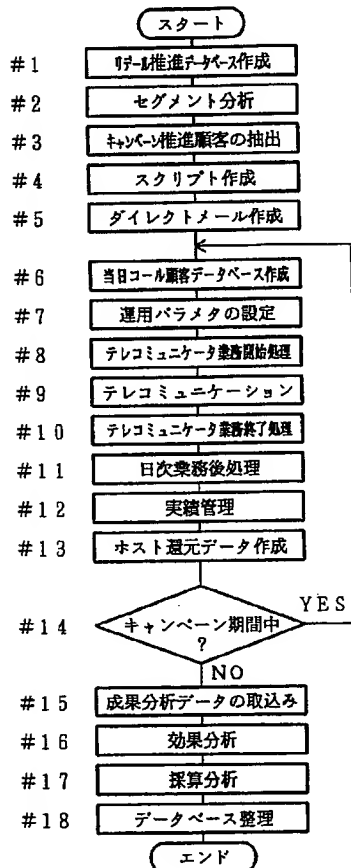 スタート
#1 リテール推進データベース作成
#2 セグメント分析
#3 キャンペーン推進顧客の抽出
#4 スクリプト作成
#5 ダイレクトメール作成
#6 当日コール顧客データベース作成
#7 運用パラメタの設定
#8 テレコミュニケータ業務開始処理
#9 テレコミュニケーション
#10 テレコミュニケータ業務終了処理
#11 日次業務後処理
#12 実績管理
#13 ホスト還元データ作成
#14 キャンペーン期間中 YES
?
NO
#15 成果分析データの取込み
#16 効果分析
#17 採算分析
#18 データベース整理
エンド